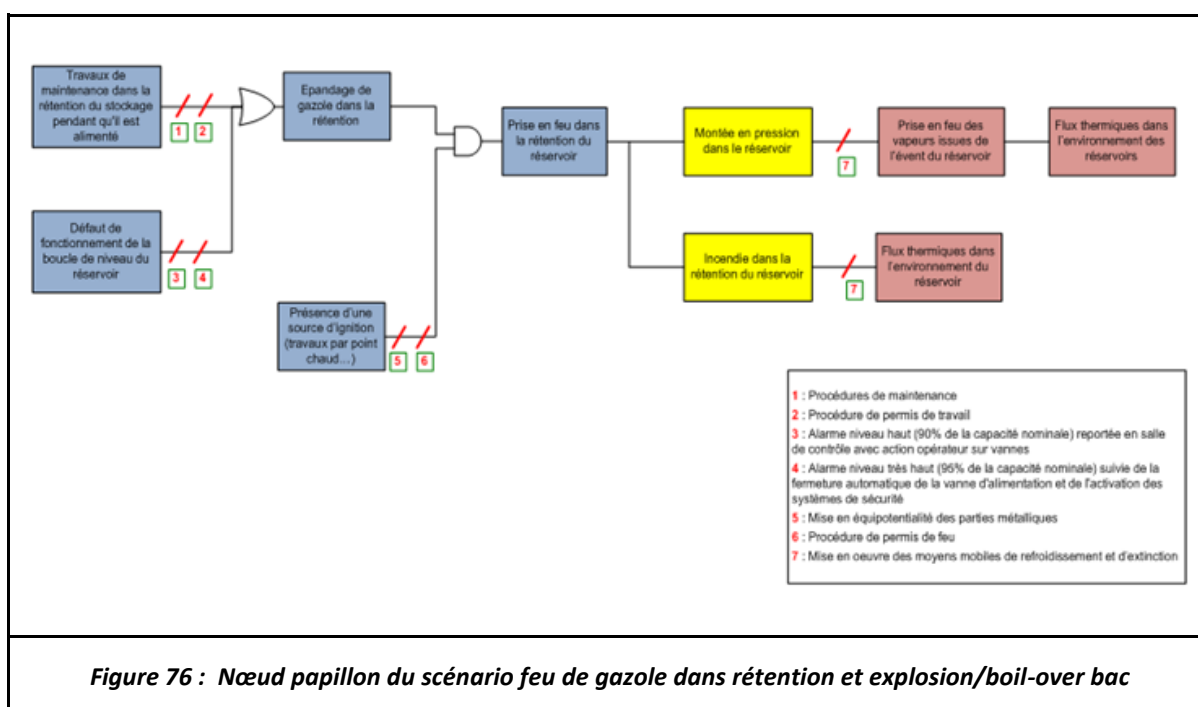 Travaux de
maintenance dans la
rétention du stockage
pendant qu'il est
alimenté
1
2
Epandage de
gazole dans la
rétention
Prise en feu dans
la rétention du
réservoir
Montée en pression
dans le réservoir
7
Prise en feu des
vapeurs issues de
l'évent du réservoir
Flux thermiques dans
l'environnement des
réservoirs
Défaut de
fonctionnement de la
boucle de niveau du
réservoir
3
4
Incendie dans la
rétention du réservoir
7
Flux thermiques dans
l'environnement du
réservoir
Présence d'une
source d'ignition
(travaux par point
chaud...)
5
6
1 : Procédures de maintenance
2 : Procédure de permis de travail
3 : Alarme niveau haut (90% de la capacité nominale) reportée en salle
de contrôle avec action opérateur sur vannes
4 : Alarme niveau très haut (95% de la capacité nominale) suivie de la
fermeture automatique de la vanne d'alimentation et de l'activation des
systèmes de sécurité
5 : Mise en équipotentialité des parties métalliques
6 : Procédure de permis de feu
7 : Mise en oeuvre des moyens mobiles de refroidissement et d'extinction
Figure 76 : Nœud papillon du scénario feu de gazole dans rétention et explosion/boil-over bac